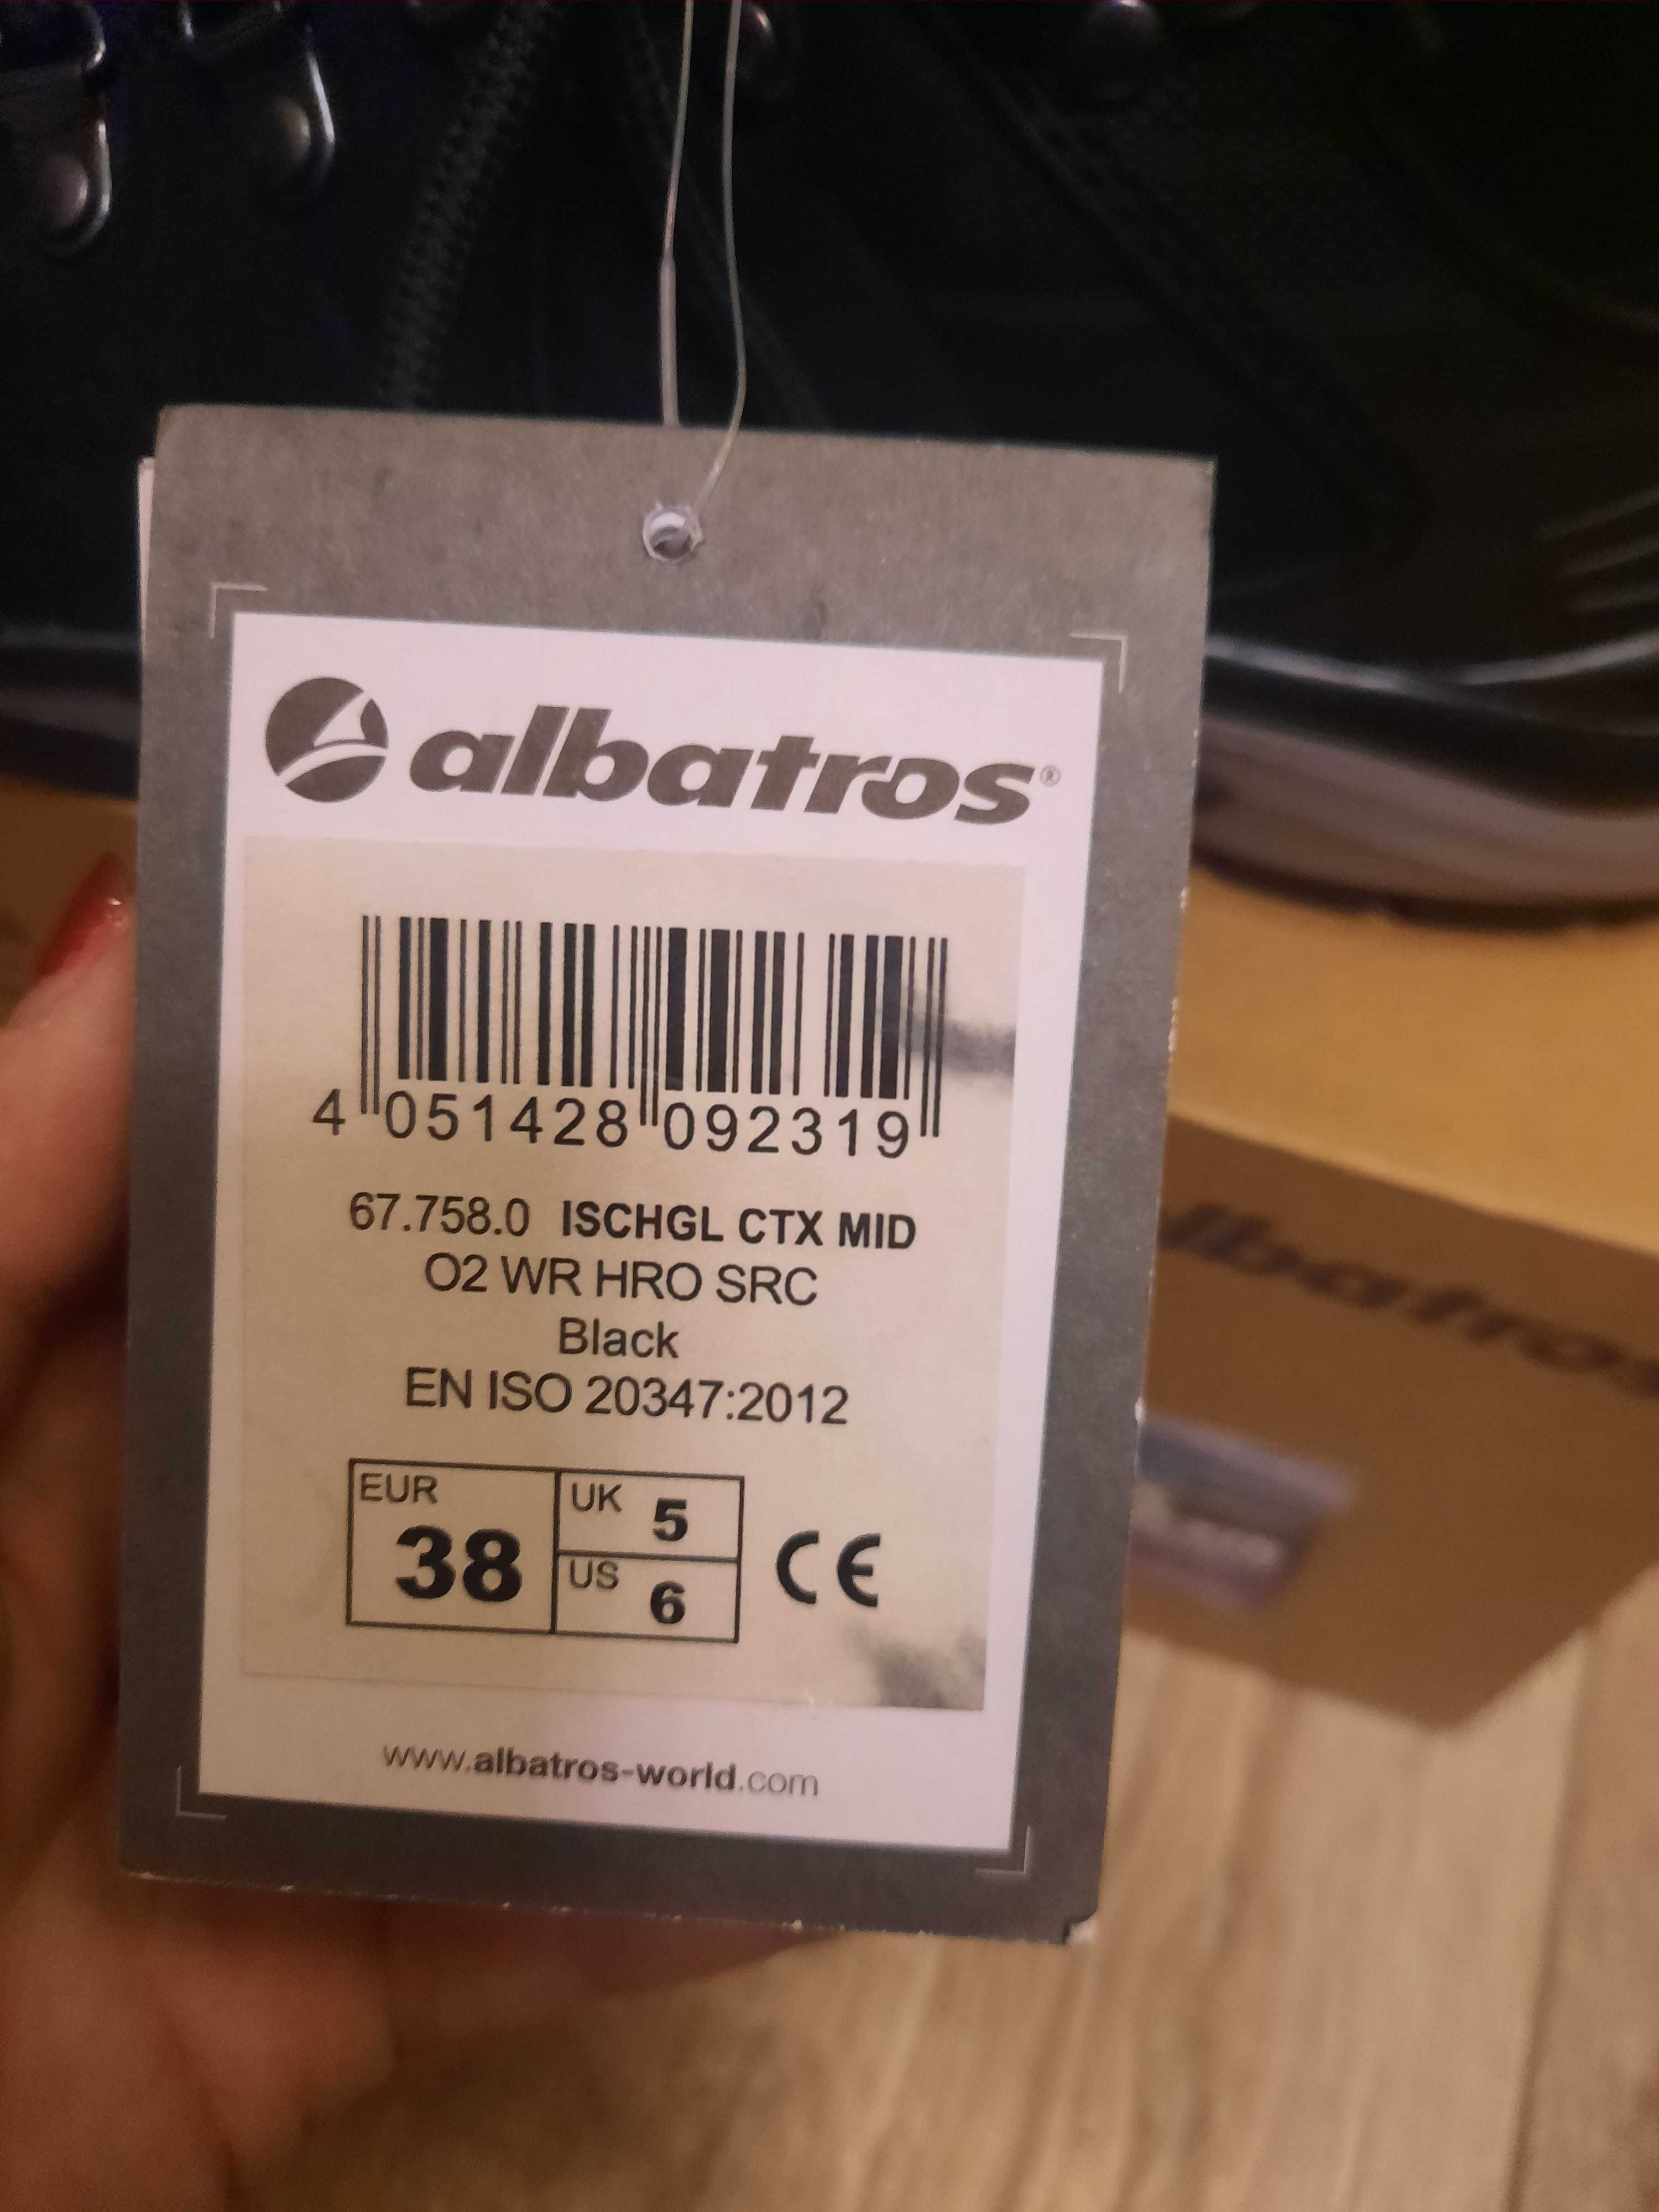 albatros®
4 051428 092319
67.758.0 ISCHGL CTX MID
O2 WR HRO SRC
Black
EN ISO 20347:2012
EUR 38
UK 5
US 6
CE
www.albatros-world.com
lbatros